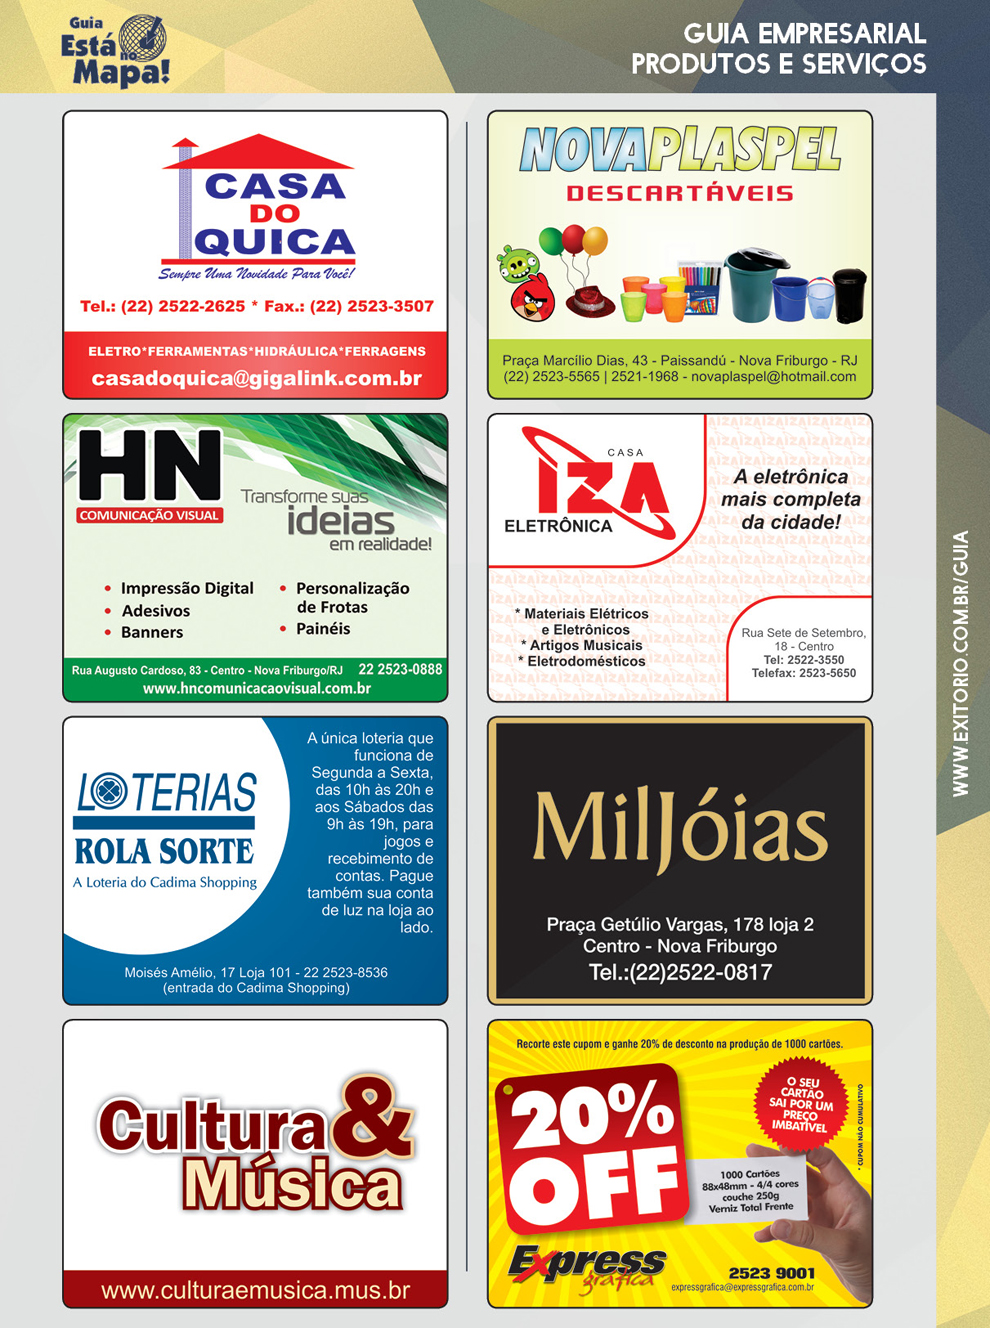 Guia
Está no
Mapa!
GUIA EMPRESARIAL
PRODUTOS E SERVIÇOS
CASA
DO
QUICA
Sempre Uma Novidade Para Você!
Tel.: (22) 2522-2625 * Fax.: (22) 2523-3507
ELETRO*FERRAMENTAS*HIDRÁULICA*FERRAGENS
casadoquica@gigalink.com.br
NOVAPLASPEL
DESCARTÁVEIS
Praça Marcílio Dias, 43 - Paissandú - Nova Friburgo - RJ
(22) 2523-5565 | 2521-1968 - novaplaspel@hotmail.com
HN
COMUNICAÇÃO VISUAL
Transforme suas
ideias
em realidade!
• Impressão Digital
• Adesivos
• Banners
• Personalização
de Frotas
• Painéis
Rua Augusto Cardoso, 83 - Centro - Nova Friburgo/RJ 22 2523-0888
www.hncomunicacaovisual.com.br
CASA
IZA
ELETRÔNICA
A eletrônica
mais completa
da cidade!
* Materiais Elétricos
e Eletrônicos
* Artigos Musicais
* Eletrodomésticos
Rua Sete de Setembro,
18 - Centro
Tel: 2522-3550
Telefax: 2523-5650
LOTERIAS
ROLA SORTE
A Loteria do Cadima Shopping
A única loteria que
funciona de
Segunda a Sexta,
das 10h às 20h e
aos Sábados das
9h às 19h, para
jogos e
recebimento de
contas. Pague
também sua conta
de luz na loja ao
lado.
Moisés Amélio, 17 Loja 101 - 22 2523-8536
(entrada do Cadima Shopping)
MilJóias
Praça Getúlio Vargas, 178 loja 2
Centro - Nova Friburgo
Tel.:(22)2522-0817
Cultura&
Música
www.culturaemusica.mus.br
Recorte este cupom e ganhe 20% de desconto na produção de 1000 cartões.
20%
OFF
O SEU
CARTÃO
SAI POR UM
PREÇO
IMBATÍVEL
* CUPOM NÃO CUMULATIVO
1000 Cartões
88x48mm - 4/4 cores
couche 250g
Verniz Total Frente
Express
gráfica
2523 9001
expressgrafica@expressgrafica.com.br
WWW.EXITORIO.COM.BR/GUIA